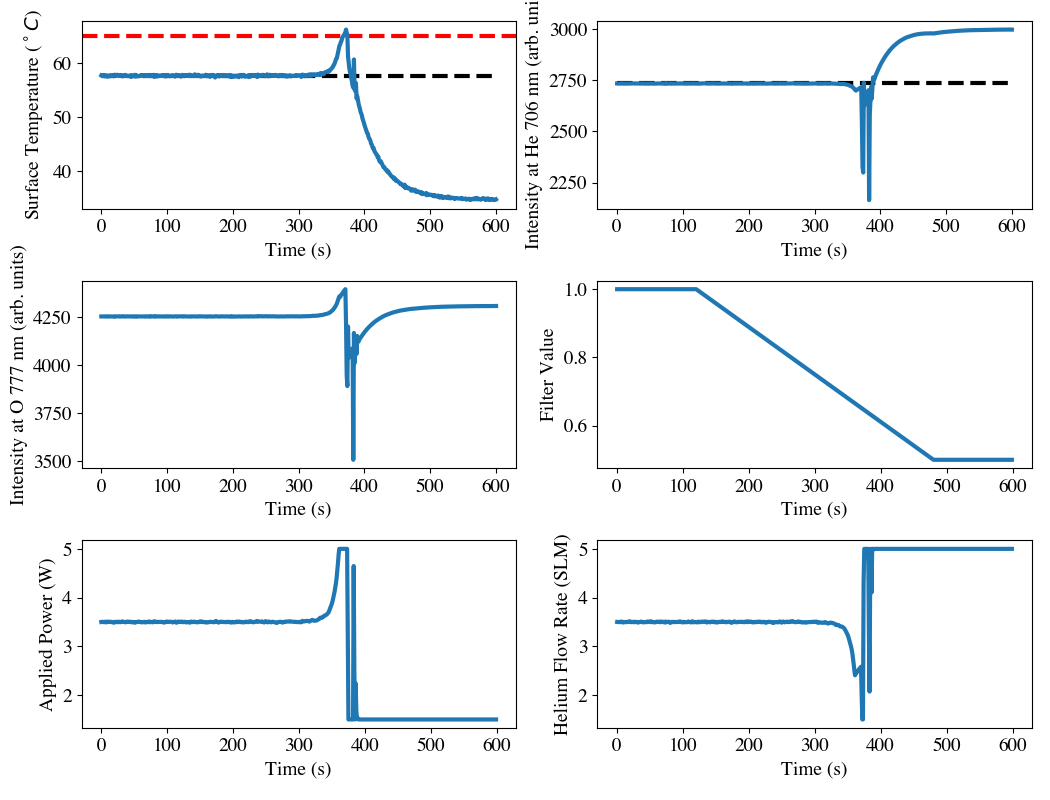 Surface Temperature (°C)
60
50
40
0 100 200 300 400 500 600
Time (s)
Intensity at He 706 nm (arb. uni
3000
2750
2500
2250
0 100 200 300 400 500 600
Time (s)
Intensity at O 777 nm (arb. units)
4250
4000
3750
3500
0 100 200 300 400 500 600
Time (s)
Filter Value
1.0
0.8
0.6
0 100 200 300 400 500 600
Time (s)
Applied Power (W)
5
4
3
2
0 100 200 300 400 500 600
Time (s)
Helium Flow Rate (SLM)
5
4
3
2
0 100 200 300 400 500 600
Time (s)